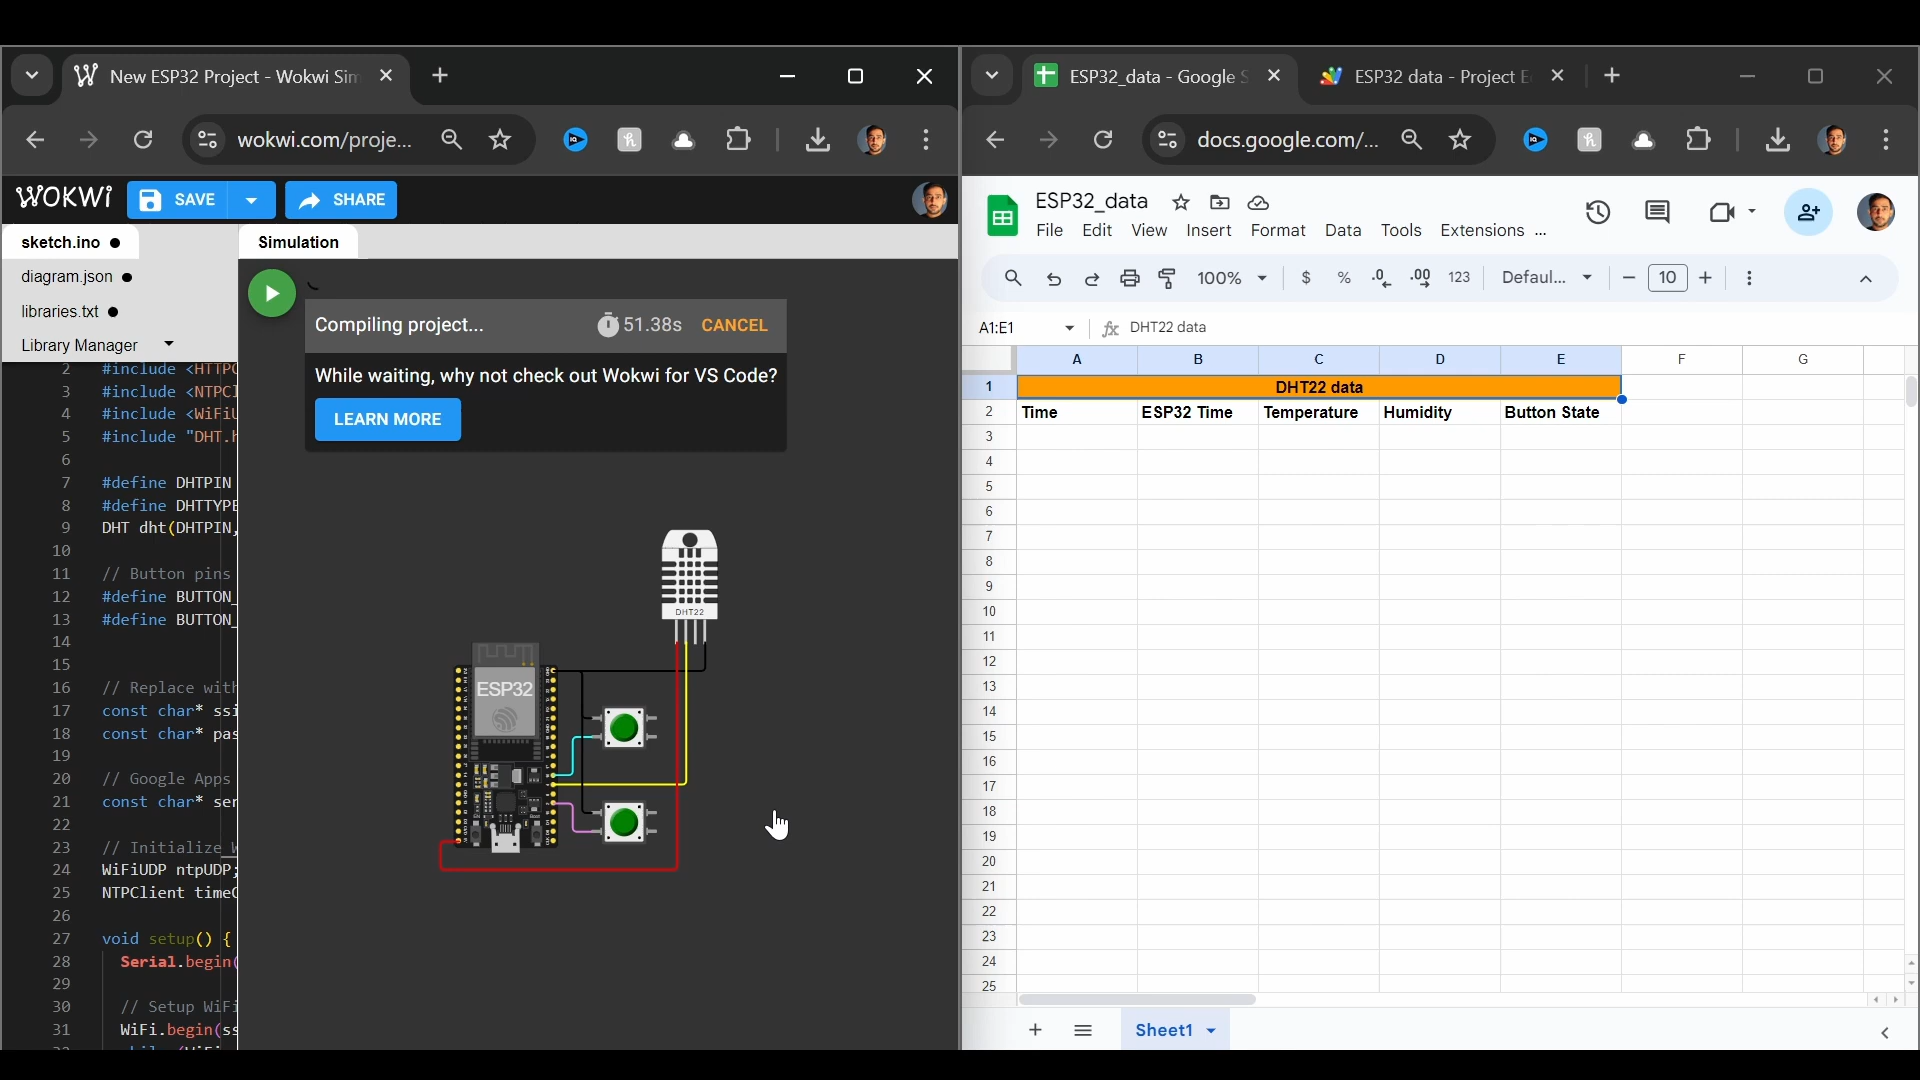 New ESP32 Project - Wokwi Sim
wokwi.com/proje...
WOKWi
SAVE
SHARE
sketch.ino
diagram.json
libraries.txt
Library Manager
Simulation
Compiling project...
51.38s
CANCEL
While waiting, why not check out Wokwi for VS Code?
LEARN MORE
2 #include <HTTPC
3 #include <NTPCl
4 #include <WiFiU
5 #include "DHT.h
6
7 #define DHTPIN
8 #define DHTTYPE
9 DHT dht(DHTPIN,
10
11 // Button pins
12 #define BUTTON_
13 #define BUTTON_
14
15
16 // Replace with
17 const char* ssi
18 const char* pas
19
20 // Google Apps
21 const char* ser
22
23 // Initialize W
24 WiFiUDP ntpUDP;
25 NTPClient timeC
26
27 void setup() {
28 Serial.begin(
29
30 // Setup WiFi
31 WiFi.begin(ss
DHT22
ESP32
ESP32_data - Google S
ESP32 data - Project E
docs.google.com/...
ESP32_data
File Edit View Insert Format Data Tools Extensions ...
100% $ % .0 .00 123 Defaul... − 10 +
A1:E1 fx DHT22 data
A B C D E F G
1 DHT22 data
2 Time ESP32 Time Temperature Humidity Button State
3
4
5
6
7
8
9
10
11
12
13
14
15
16
17
18
19
20
21
22
23
24
25
Sheet1